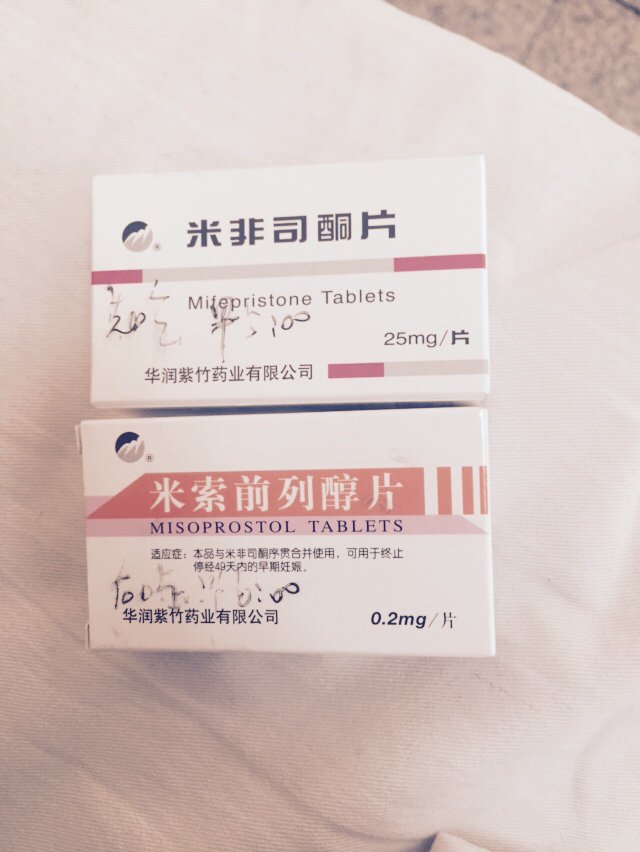 ®
米非司酮片
Mifepristone Tablets
25mg/片
华润紫竹药业有限公司
®
米索前列醇片
MISOPROSTOL TABLETS
适应症：本品与米非司酮序贯合并使用，可用于终止
停经49天内的早期妊娠。
6:00
华润紫竹药业有限公司
0.2mg/片